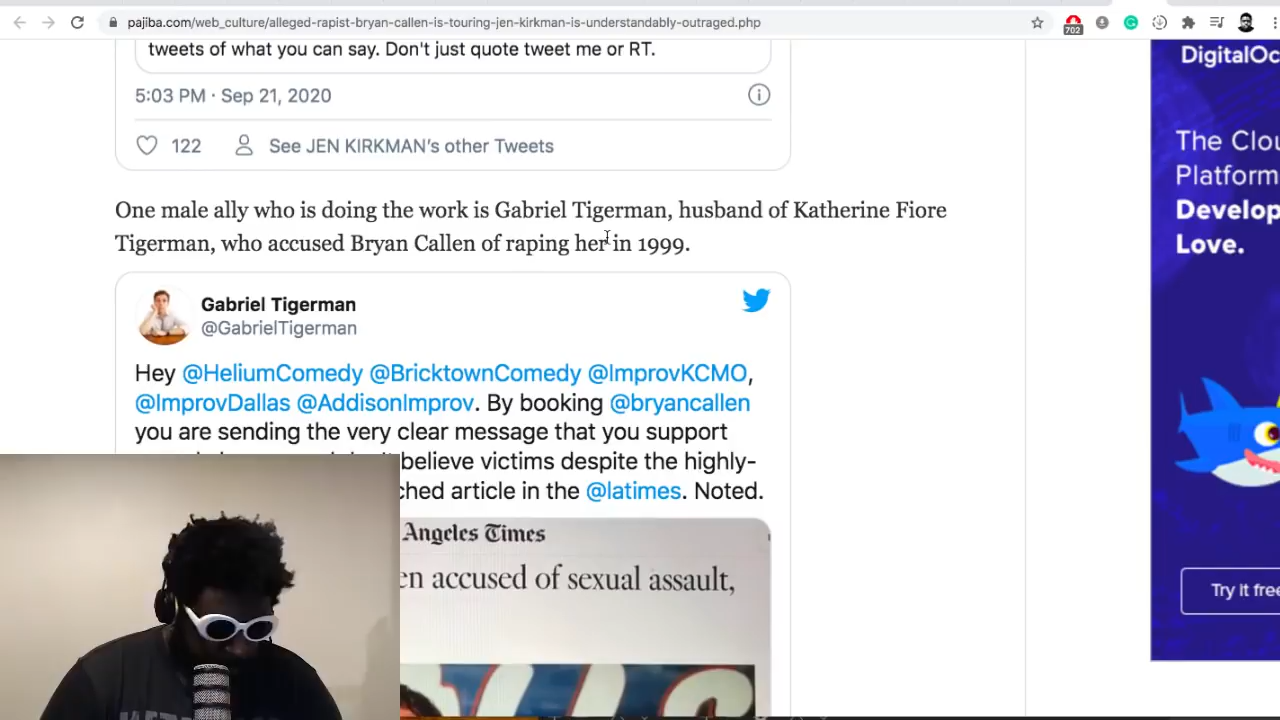 pajiba.com/web_culture/alleged-rapist-bryan-callen-is-touring-jen-kirkman-is-understandably-outraged.php
702
tweets of what you can say. Don't just quote tweet me or RT.
5:03 PM · Sep 21, 2020
122 See JEN KIRKMAN's other Tweets
One male ally who is doing the work is Gabriel Tigerman, husband of Katherine Fiore
Tigerman, who accused Bryan Callen of raping her in 1999.
Gabriel Tigerman
@GabrielTigerman
Hey @HeliumComedy @BricktownComedy @ImprovKCMO,
@ImprovDallas @AddisonImprov. By booking @bryancallen
you are sending the very clear message that you support
believe victims despite the highly-
ched article in the @latimes. Noted.
Angeles Times
en accused of sexual assault,
DigitalOc
The Clou
Platform
Develop
Love.
Try it free